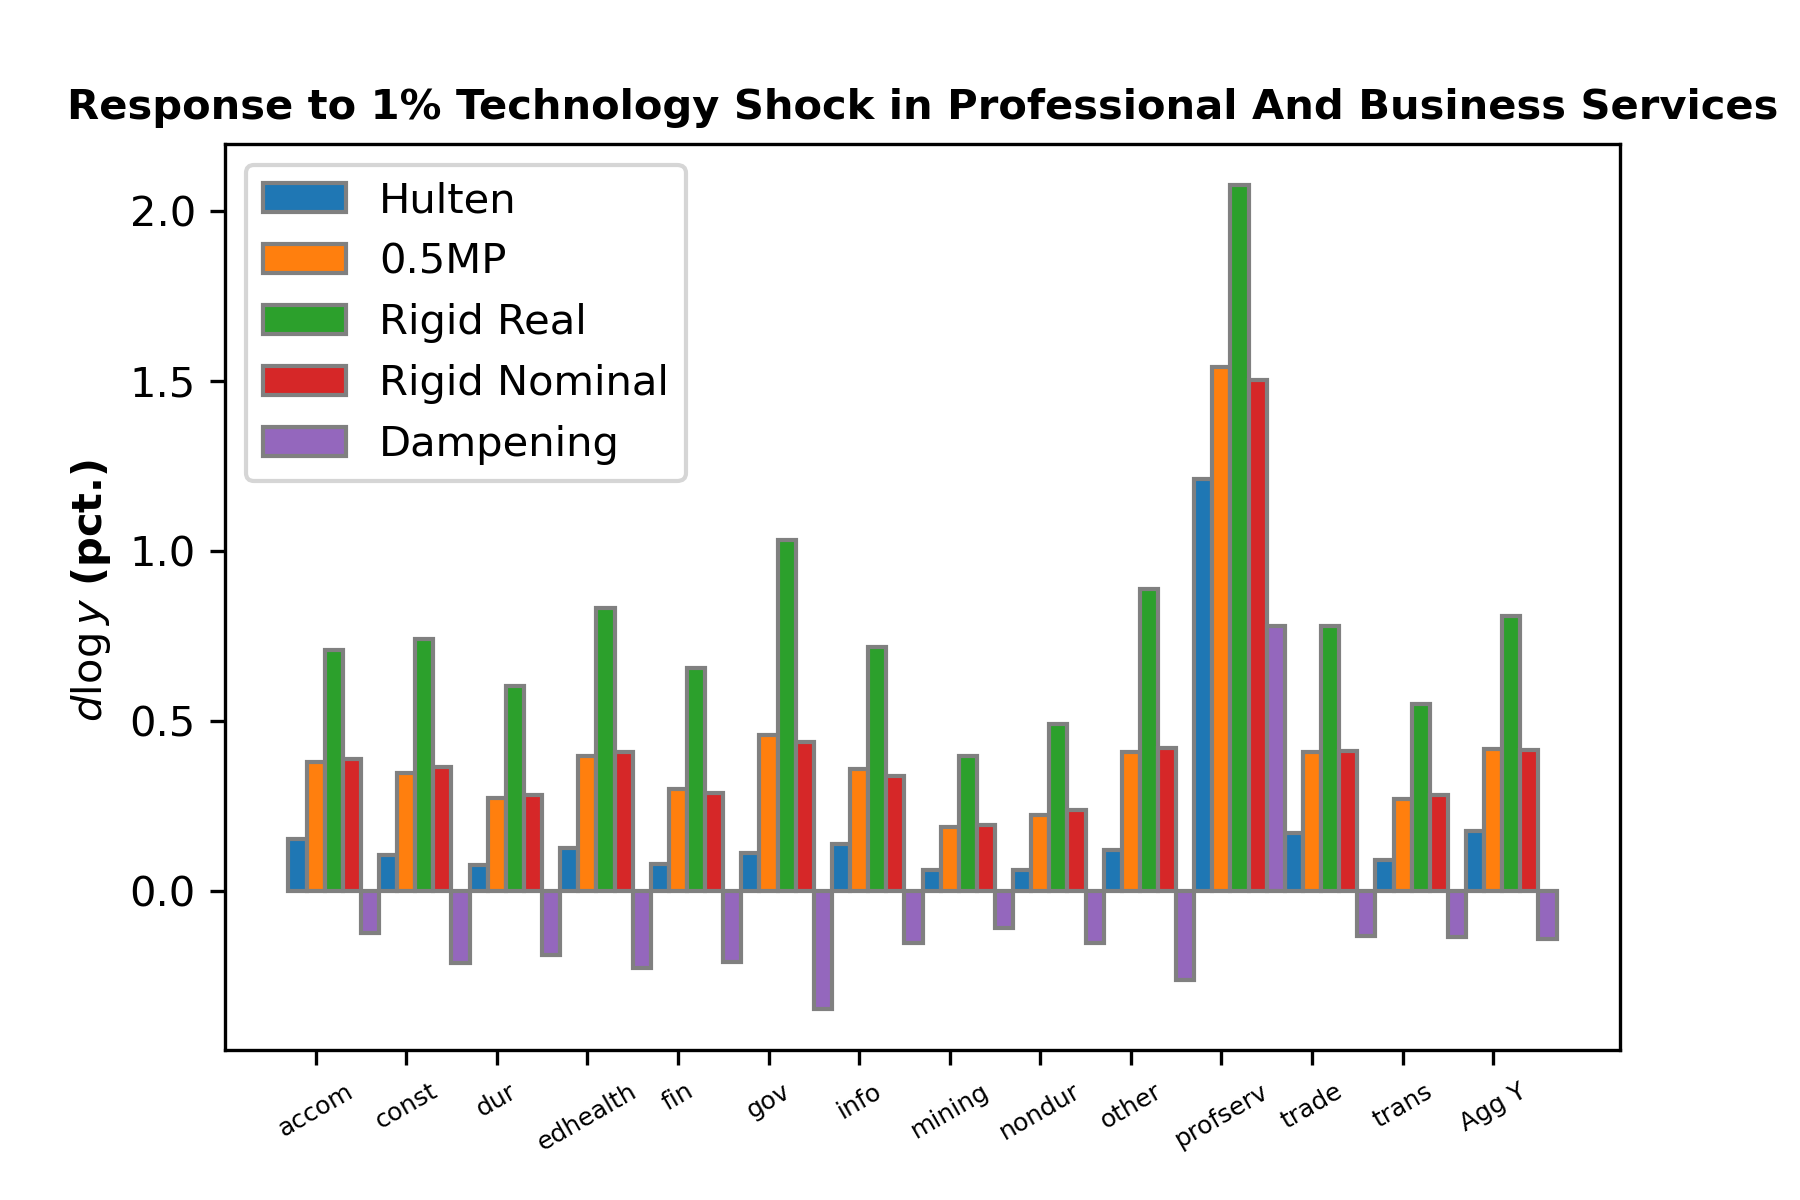 Response to 1% Technology Shock in Professional And Business Services
Hulten
0.5MP
Rigid Real
Rigid Nominal
Dampening
dlog y (pct.)
2.0
1.5
1.0
0.5
0.0
accom
const
dur
edhealth
fin
gov
info
mining
nondur
other
profserv
trade
trans
Agg Y